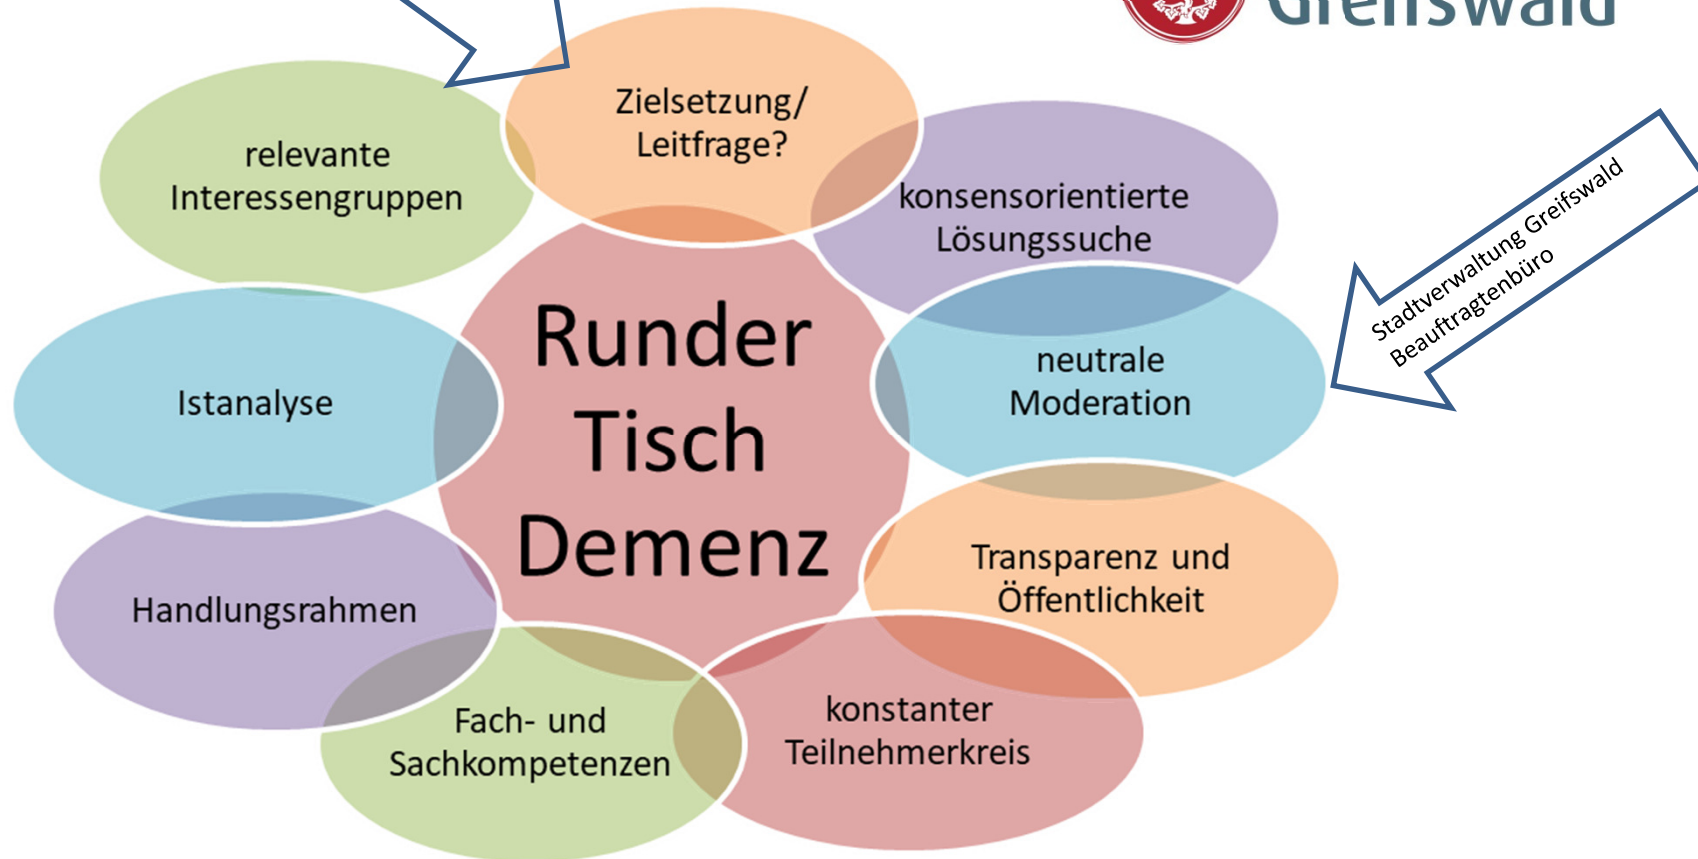 Greifswald
Zielsetzung/
Leitfrage?
relevante
Interessengruppen
konsensorientierte
Lösungssuche
Stadtverwaltung Greifswald
Beauftragtenbüro
Runder
Tisch
Demenz
Istanalyse
neutrale
Moderation
Transparenz und
Öffentlichkeit
Handlungsrahmen
Fach- und
Sachkompetenzen
konstanter
Teilnehmerkreis